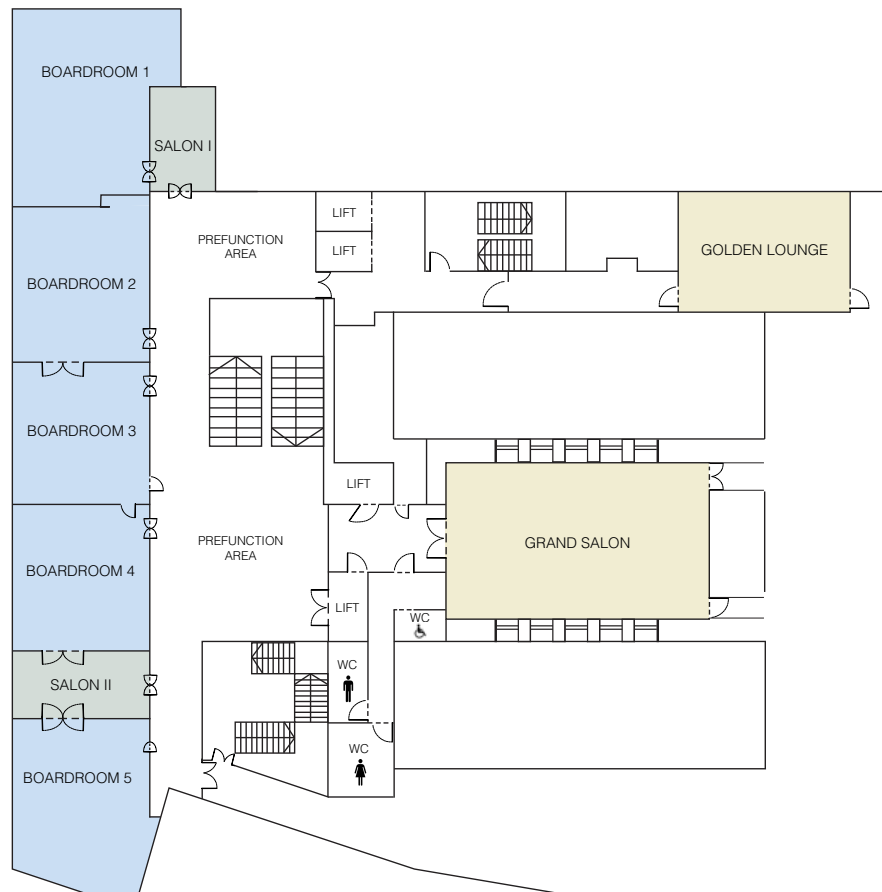 BOARDROOM 1
SALON I
LIFT
PREFUNCTION
AREA
LIFT
GOLDEN LOUNGE
BOARDROOM 2
BOARDROOM 3
LIFT
PREFUNCTION
AREA
GRAND SALON
BOARDROOM 4
LIFT
WC
WC
SALON II
WC
BOARDROOM 5